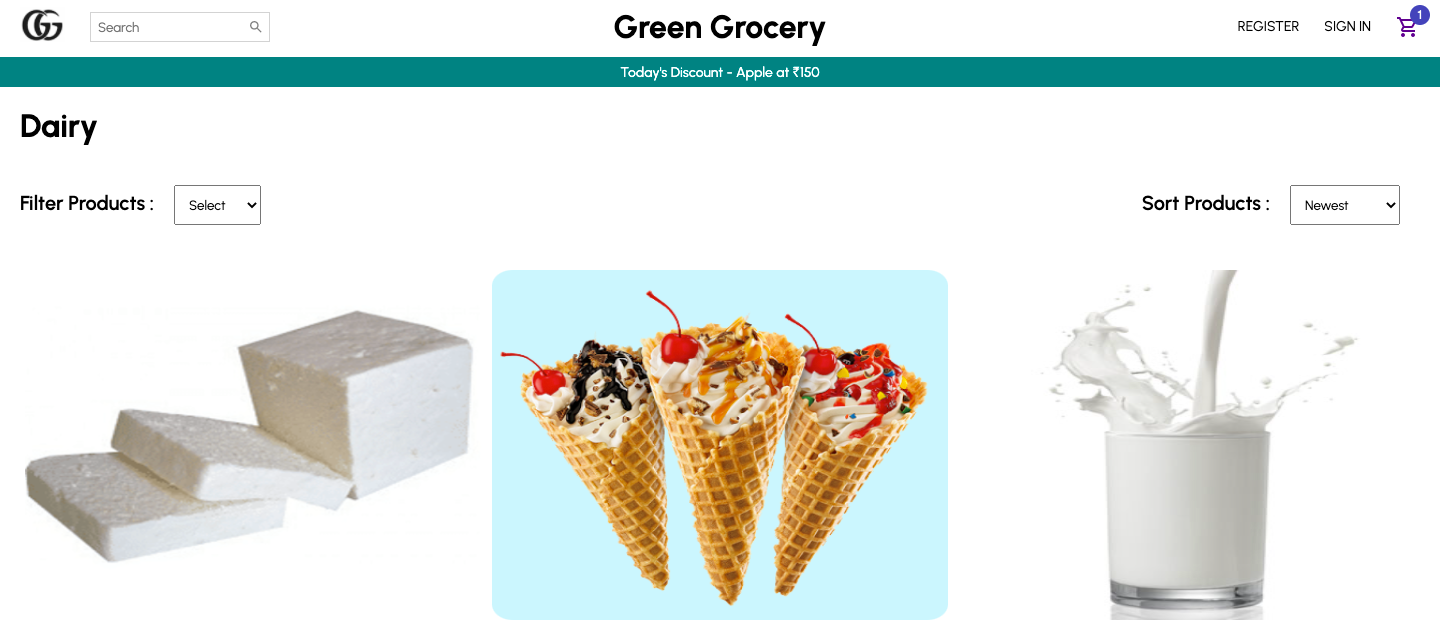 GG
Search
Green Grocery
REGISTER
SIGN IN
1
Today's Discount - Apple at ₹150
Dairy
Filter Products :
Select
Sort Products :
Newest